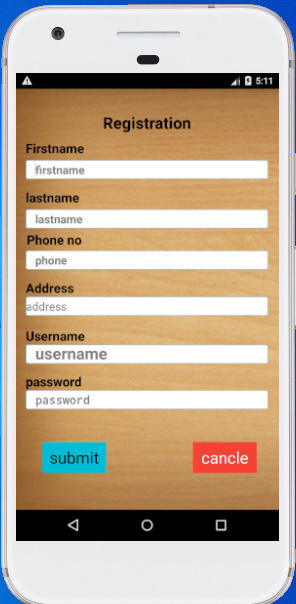 5:11
Registration
Firstname
firstname
lastname
lastname
Phone no
phone
Address
address
Username
username
password
password
submit cancle